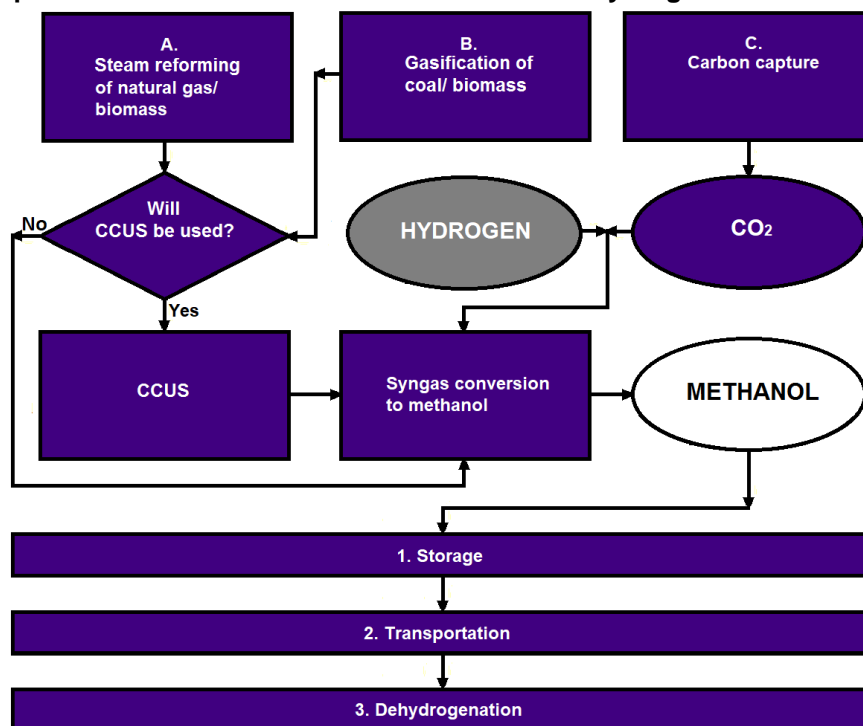 A.
Steam reforming
of natural gas/
biomass
B.
Gasification of
coal/ biomass
C.
Carbon capture
Will
CCUS be used?
No
Yes
HYDROGEN
CO₂
CCUS
Syngas conversion
to methanol
METHANOL
1. Storage
2. Transportation
3. Dehydrogenation